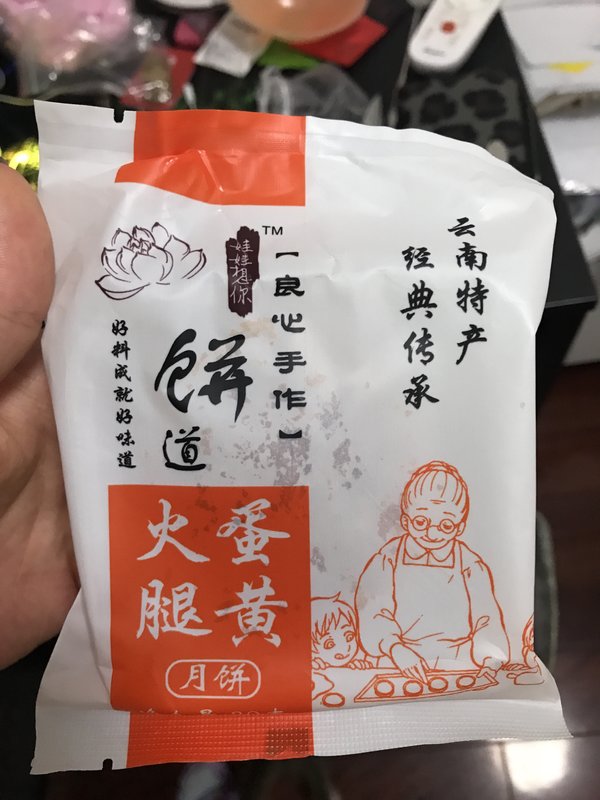 云南特产
经典传承
TM
【良心手作】
娃娃想你
饼道
好料成就好味道
蛋黄
火腿
月饼